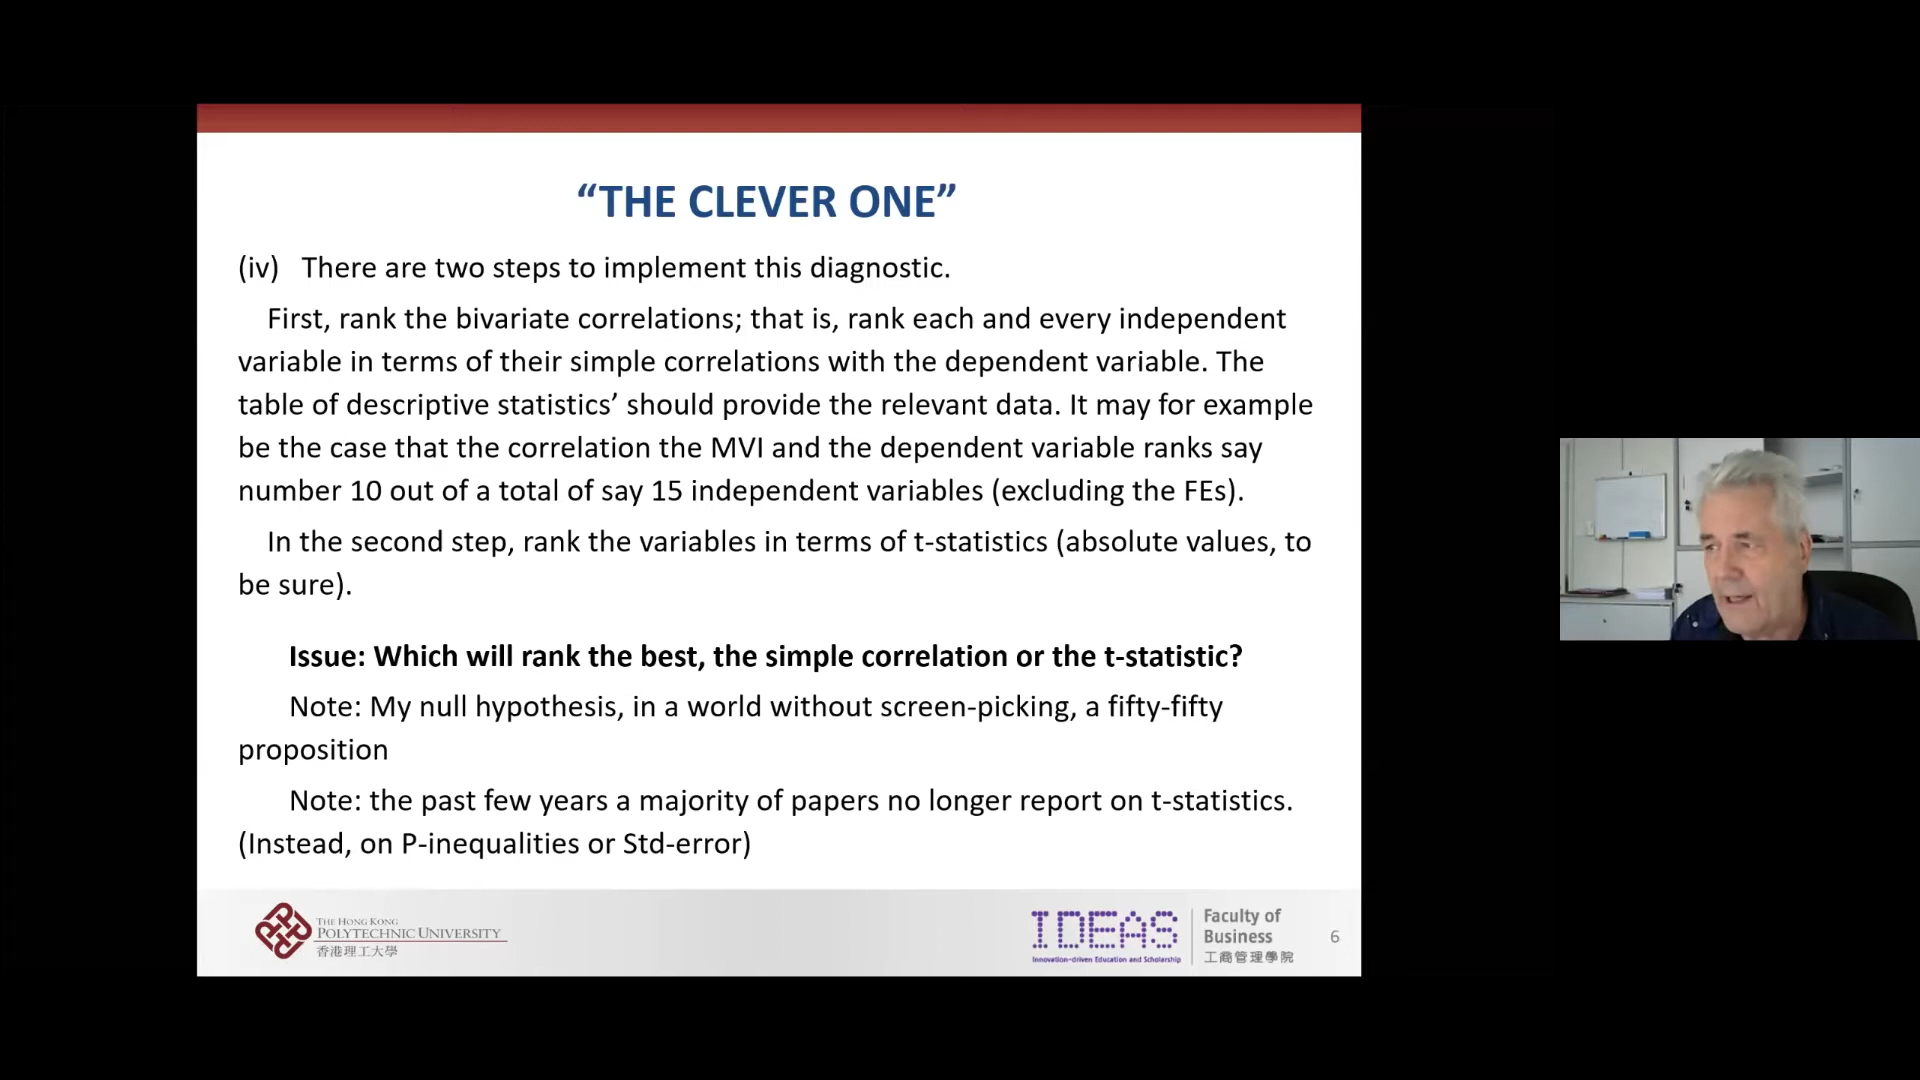 “THE CLEVER ONE”
(iv) There are two steps to implement this diagnostic.
First, rank the bivariate correlations; that is, rank each and every independent
variable in terms of their simple correlations with the dependent variable. The
table of descriptive statistics’ should provide the relevant data. It may for example
be the case that the correlation the MVI and the dependent variable ranks say
number 10 out of a total of say 15 independent variables (excluding the FEs).
In the second step, rank the variables in terms of t-statistics (absolute values, to
be sure).
Issue: Which will rank the best, the simple correlation or the t-statistic?
Note: My null hypothesis, in a world without screen-picking, a fifty-fifty
proposition
Note: the past few years a majority of papers no longer report on t-statistics.
(Instead, on P-inequalities or Std-error)
THE HONG KONG
POLYTECHNIC UNIVERSITY
香港理工大學
IDEAS
Innovation-driven Education and Scholarship
Faculty of
Business
工商管理學院
6